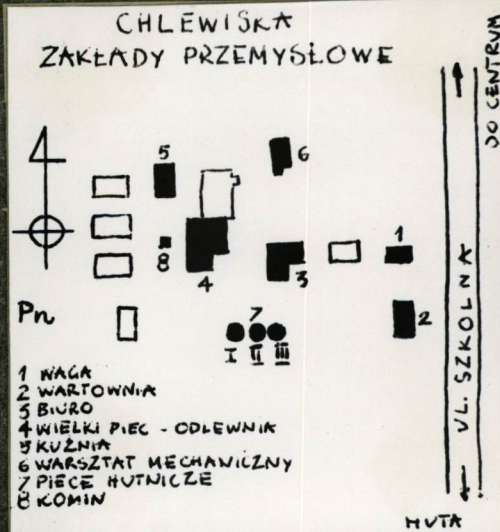 CHLEWISKA
ZAKŁADY PRZEMYSŁOWE
DO CENTRUM
5
6
1
8
4
3
2
Pn
7
I II III
UL. SZKOLNA
1 WAGA
2 WARTOWNIA
3 BIURO
4 WIELKI PIEC - ODLEWNIA
5 KUŹNIA
6 WARSZTAT MECHANICZNY
7 PIECE HUTNICZE
8 KOMIN
HUTA